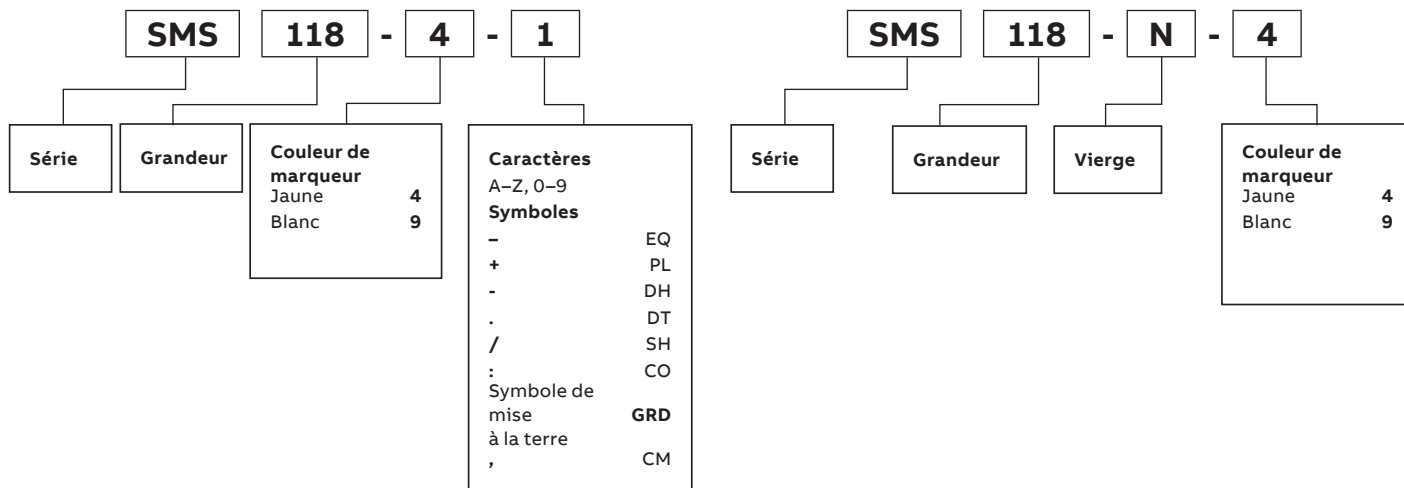 SMS 118 - 4 - 1
Série
Grandeur
Couleur de
marqueur
Jaune 4
Blanc 9
Caractères
A–Z, 0–9
Symboles
– EQ
+ PL
- DH
. DT
/ SH
: CO
Symbole de
mise GRD
à la terre
, CM
SMS 118 - N - 4
Série
Grandeur
Vierge
Couleur de
marqueur
Jaune 4
Blanc 9